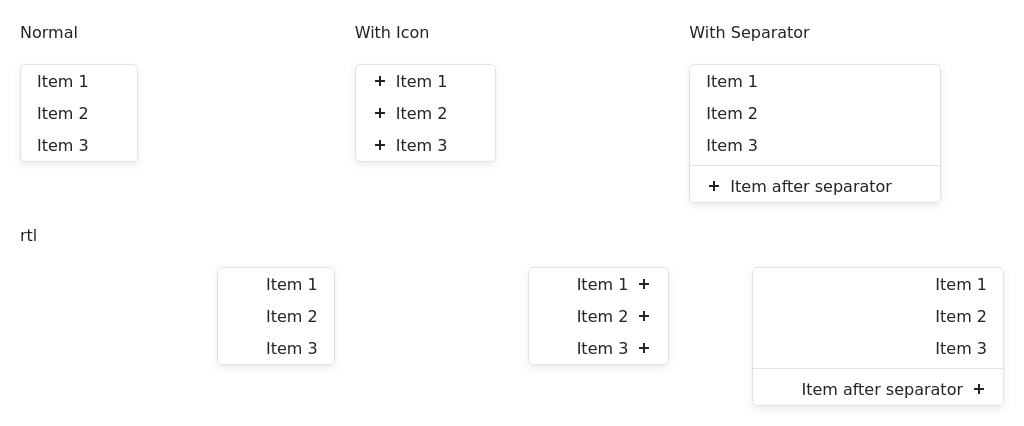 Normal
Item 1
Item 2
Item 3
With Icon
+ Item 1
+ Item 2
+ Item 3
With Separator
Item 1
Item 2
Item 3
+ Item after separator
rtl
Item 1
Item 2
Item 3
Item 1 +
Item 2 +
Item 3 +
Item 1
Item 2
Item 3
Item after separator +